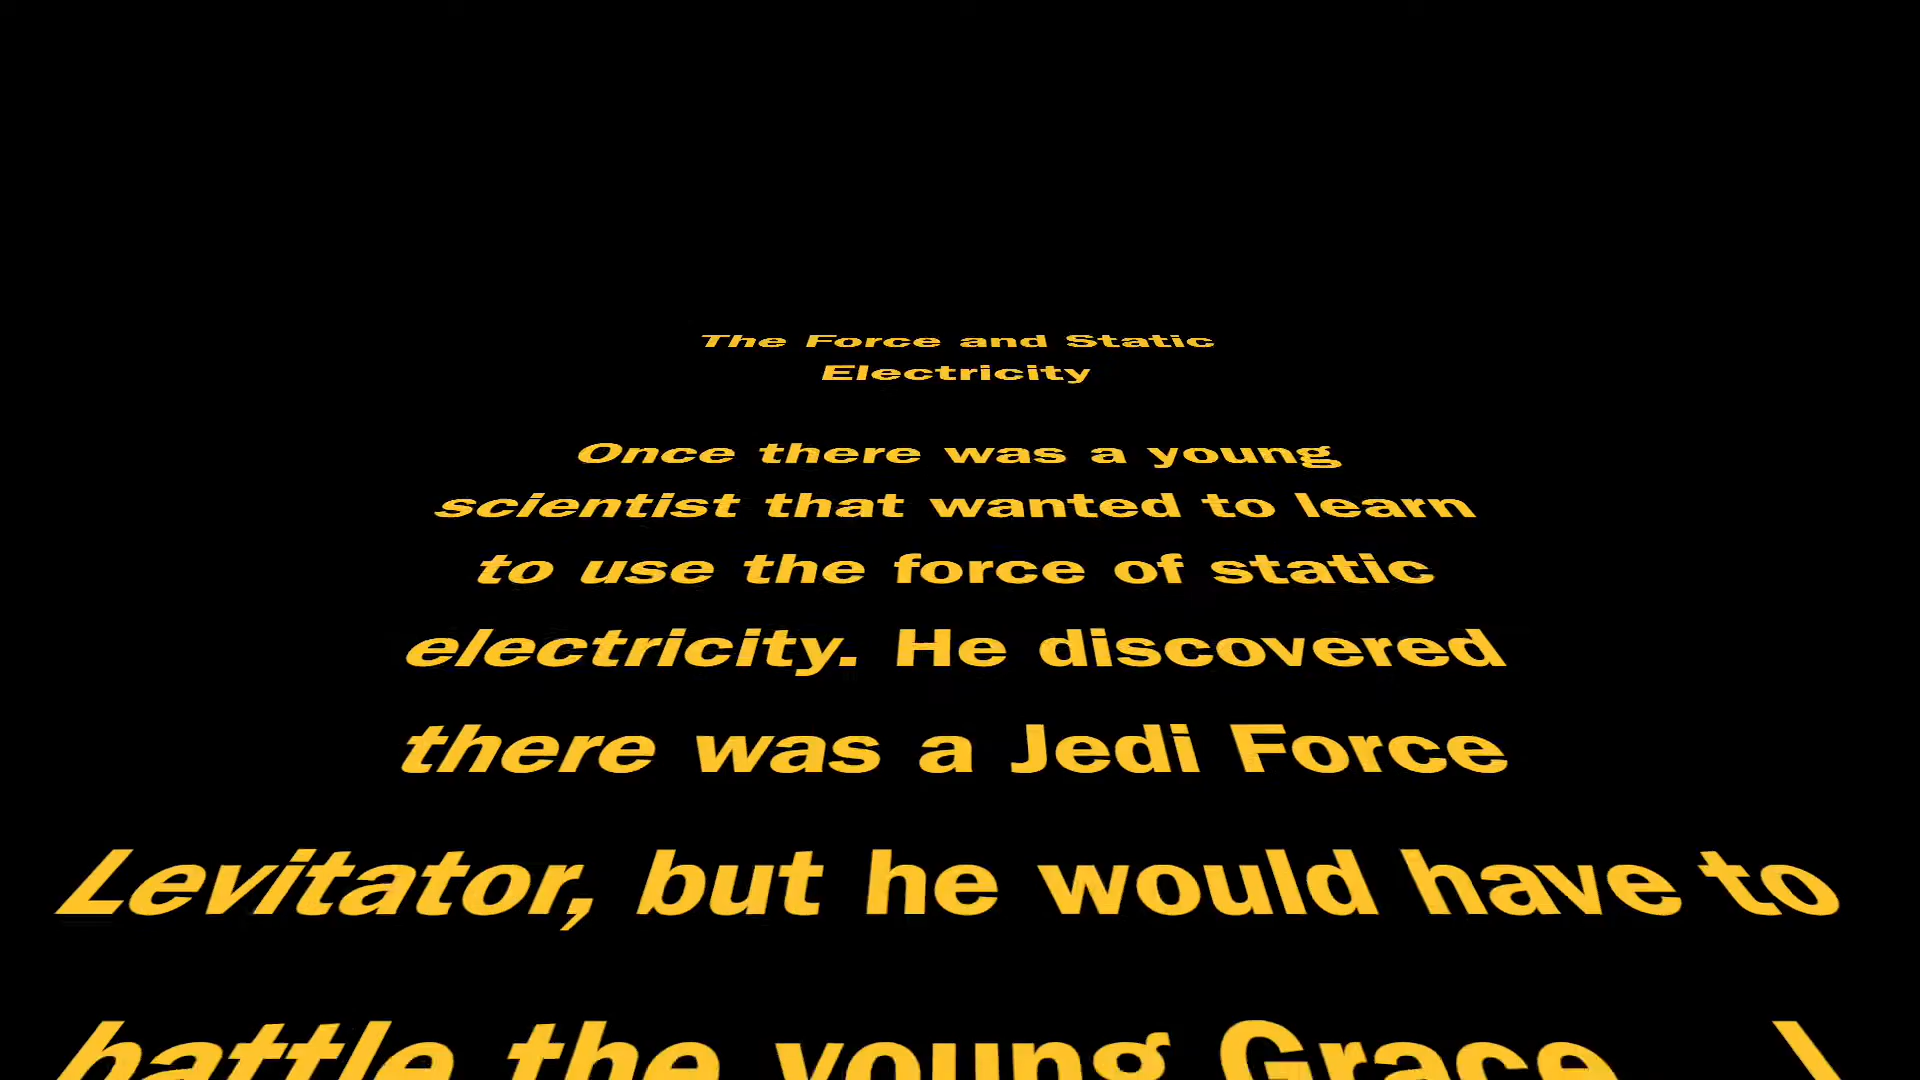 The Force and Static
Electricity
Once there was a young
scientist that wanted to learn
to use the force of static
electricity. He discovered
there was a Jedi Force
Levitator, but he would have to
battle the young Grace